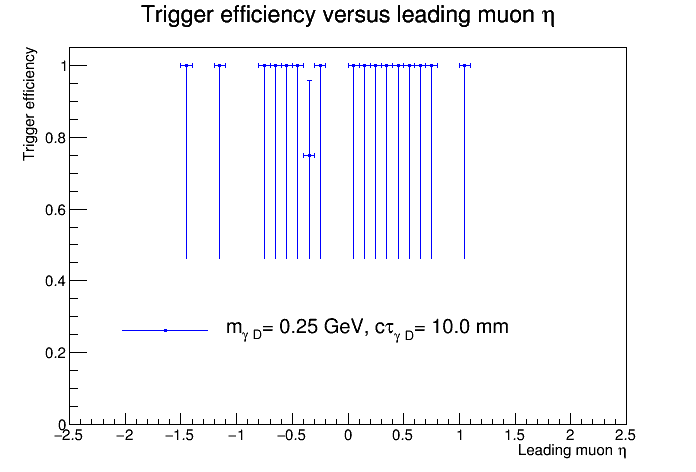 Trigger efficiency versus leading muon η
Trigger efficiency
1
0.8
0.6
0.4
0.2
0
m_γ D= 0.25 GeV, cτ_γ D= 10.0 mm
−2.5 −2 −1.5 −1 −0.5 0 0.5 1 1.5 2 2.5
Leading muon η